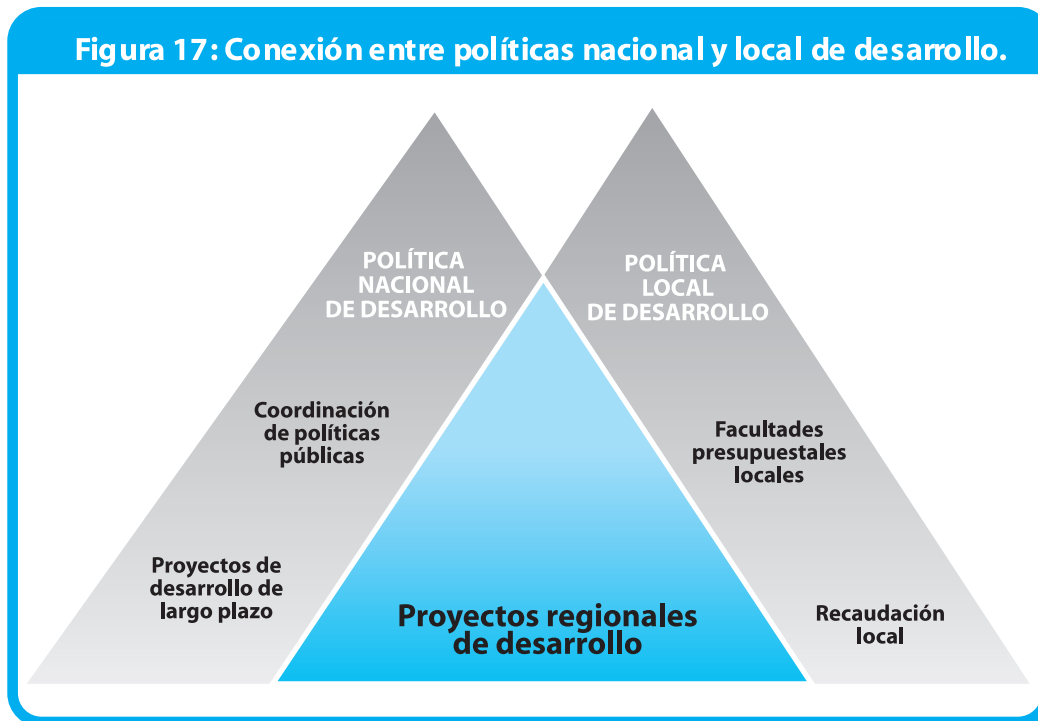 Figura 17: Conexión entre políticas nacional y local de desarrollo.
POLÍTICA
NACIONAL
DE DESARROLLO
Coordinación
de políticas
públicas
Proyectos de
desarrollo de
largo plazo
POLÍTICA
LOCAL
DE DESARROLLO
Facultades
presupuestales
locales
Recaudación
local
Proyectos regionales
de desarrollo